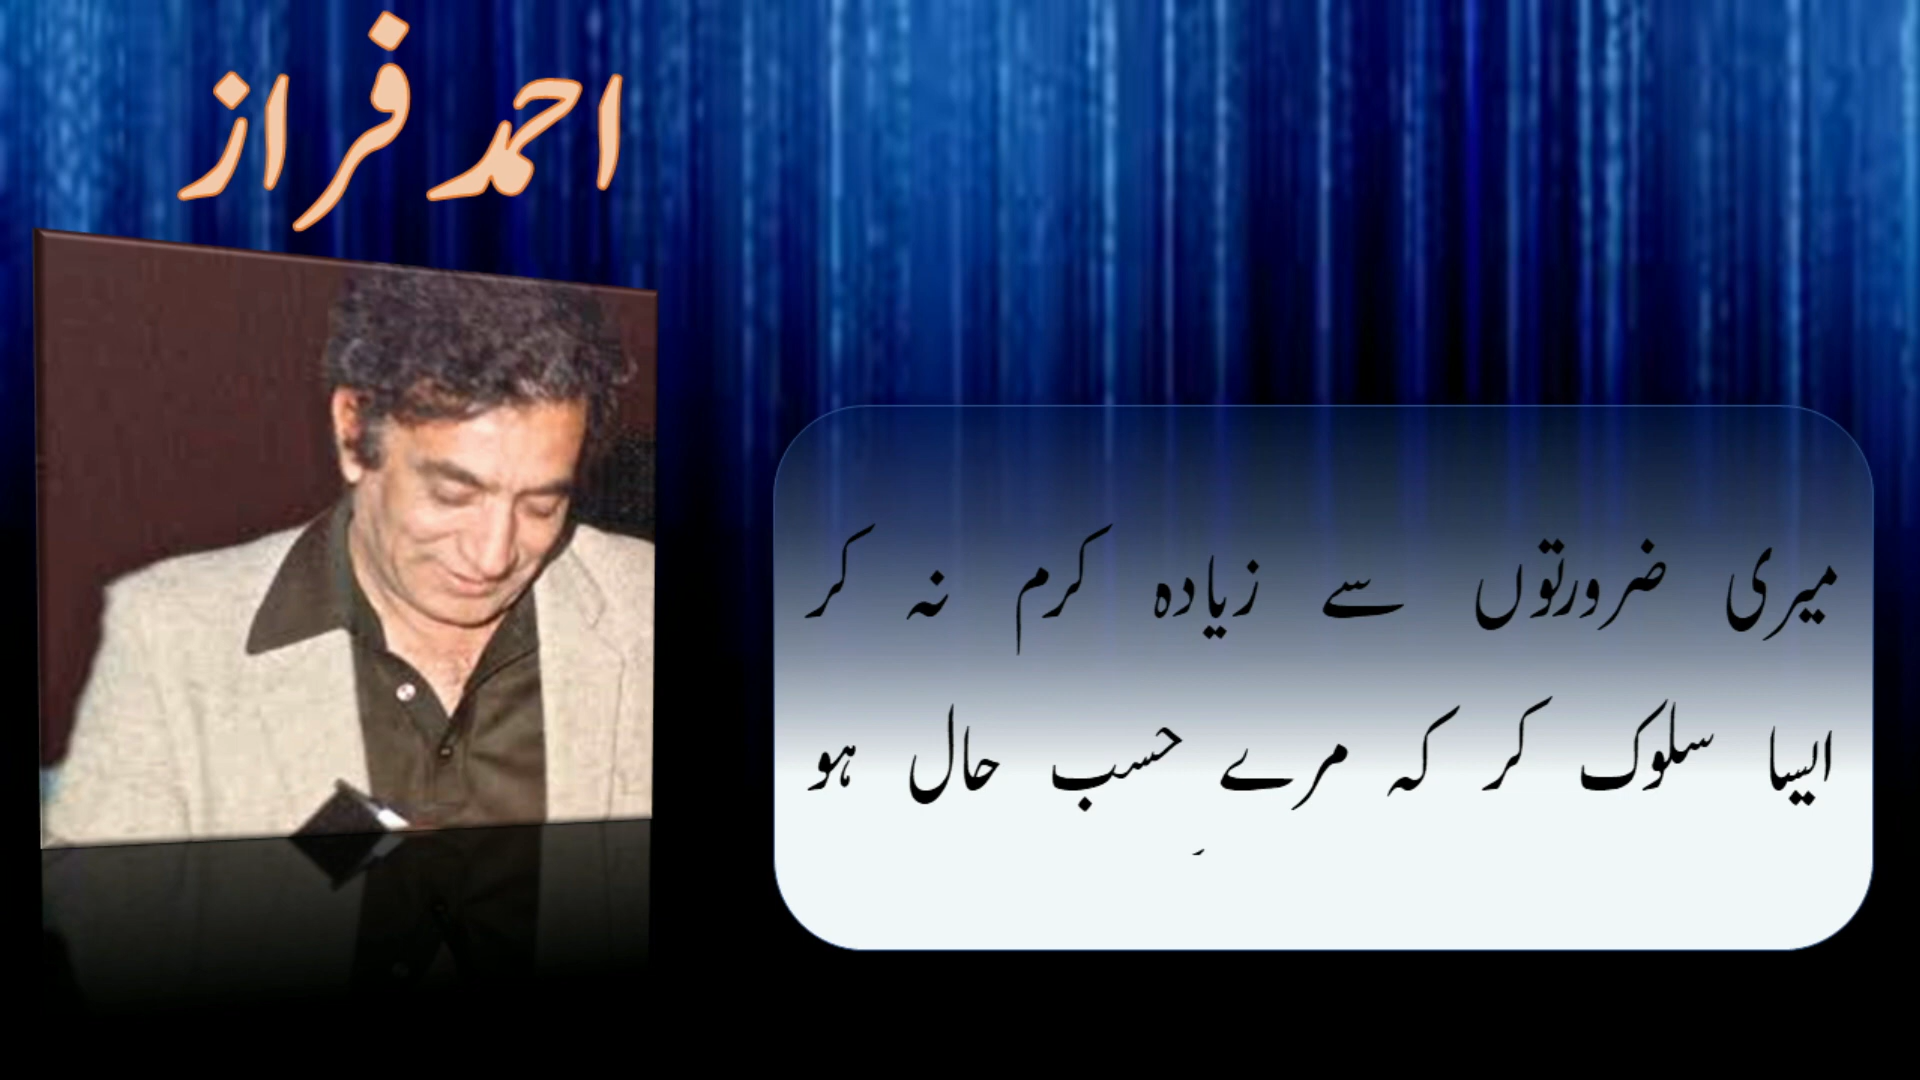 احمد فراز
میری ضرورتوں سے زیادہ کرم نہ کر
ایسا سلوک کر کہ مرے حسب حال ہو